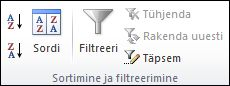 A
Z
Z
A
A Z
Z A
Sordi
Filtreeri
Tühjenda
Rakenda uuesti
Täpsem
Sortimine ja filtreerimine